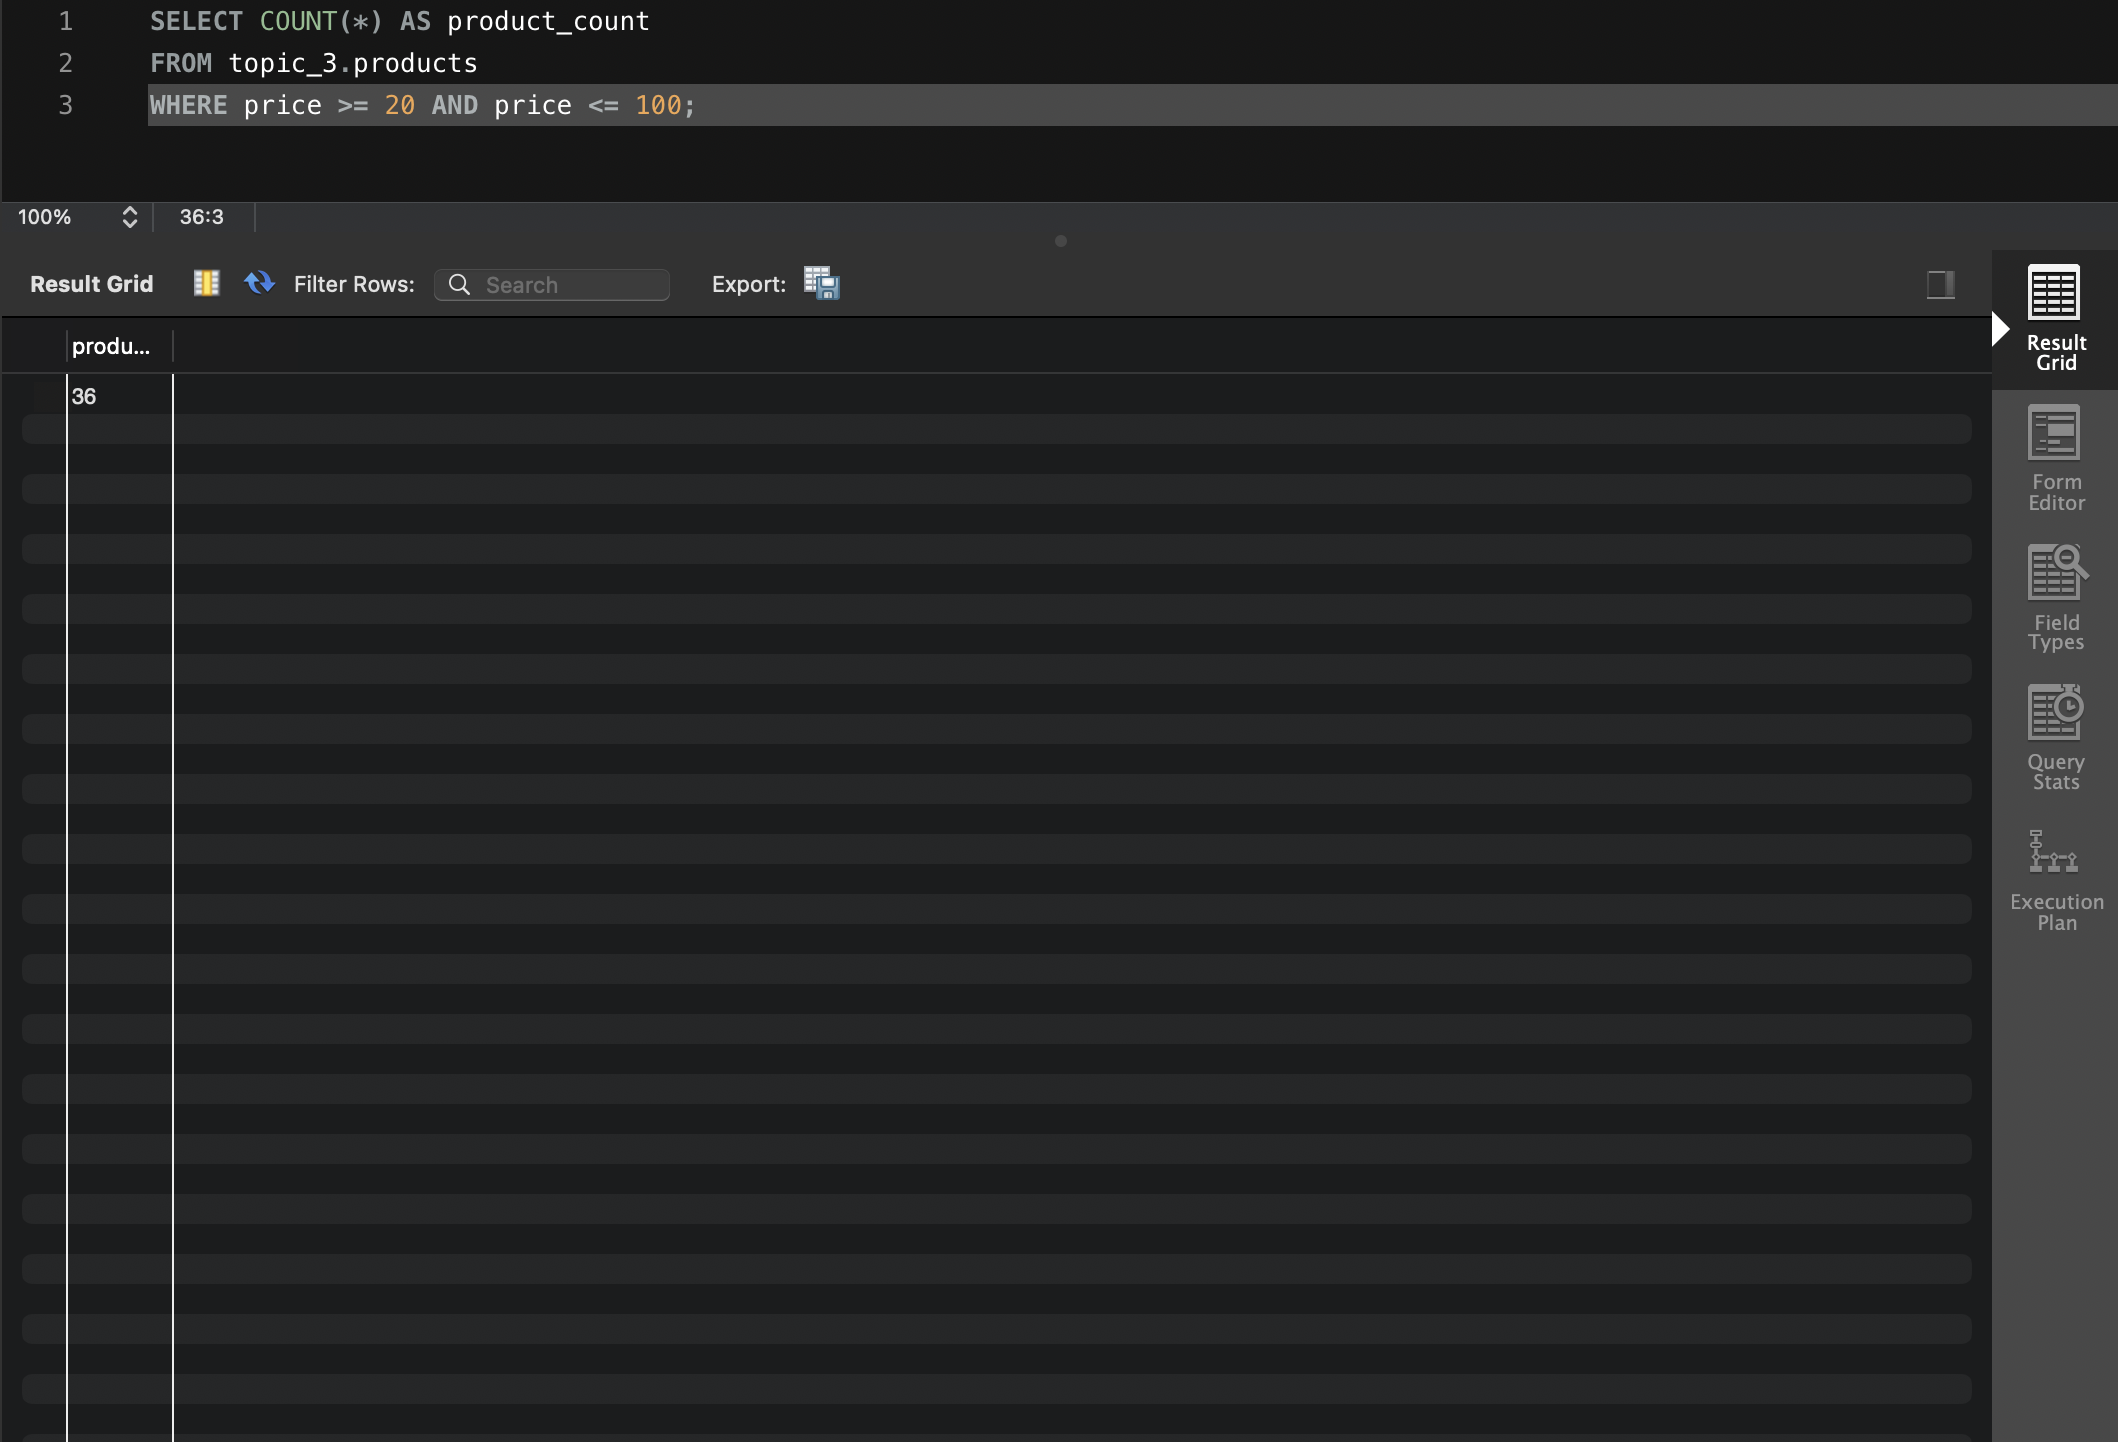 1 SELECT COUNT(*) AS product_count
2 FROM topic_3.products
3 WHERE price >= 20 AND price <= 100;
100% 36:3
Result Grid Filter Rows: Search Export:
produ...
36
Result
Grid
Form
Editor
Field
Types
Query
Stats
Execution
Plan